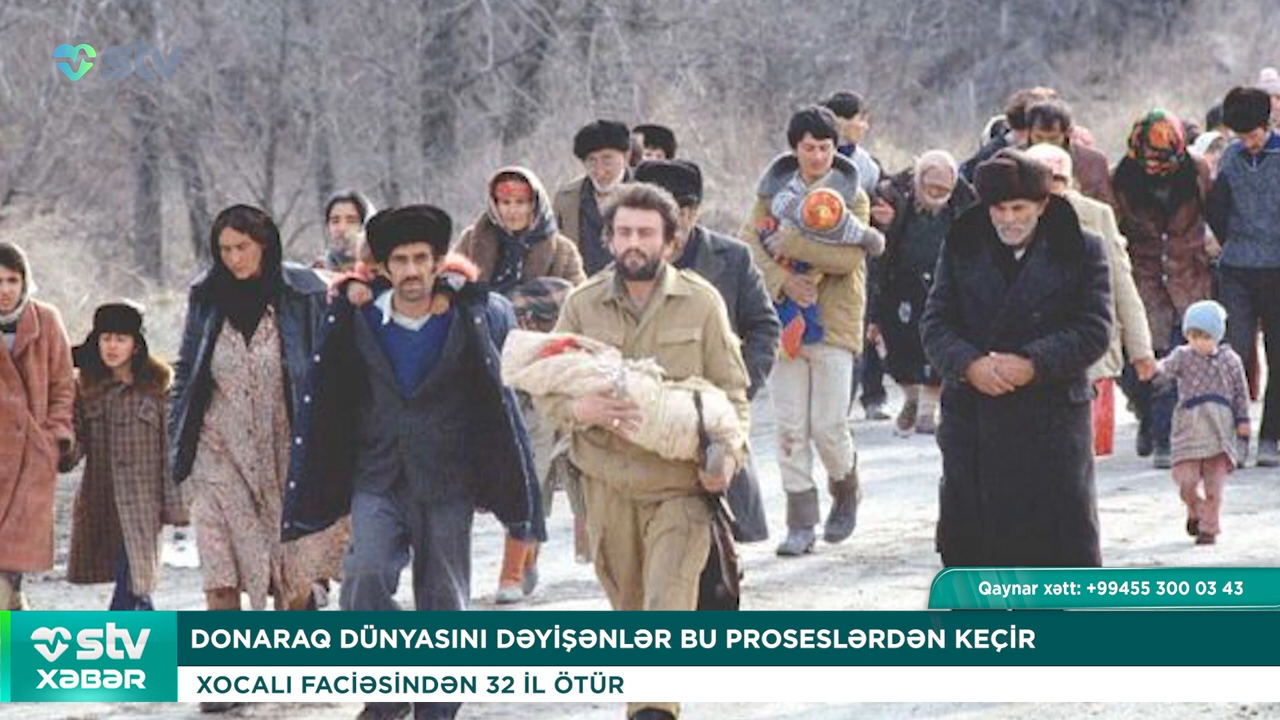 stv
Qaynar xətt: +99455 300 03 43
stv
XƏBƏR
DONARAQ DÜNYASINI DƏYİŞƏNLƏR BU PROSESLƏRDƏN KEÇİR
XOCALI FACİƏSİNDƏN 32 İL ÖTÜR